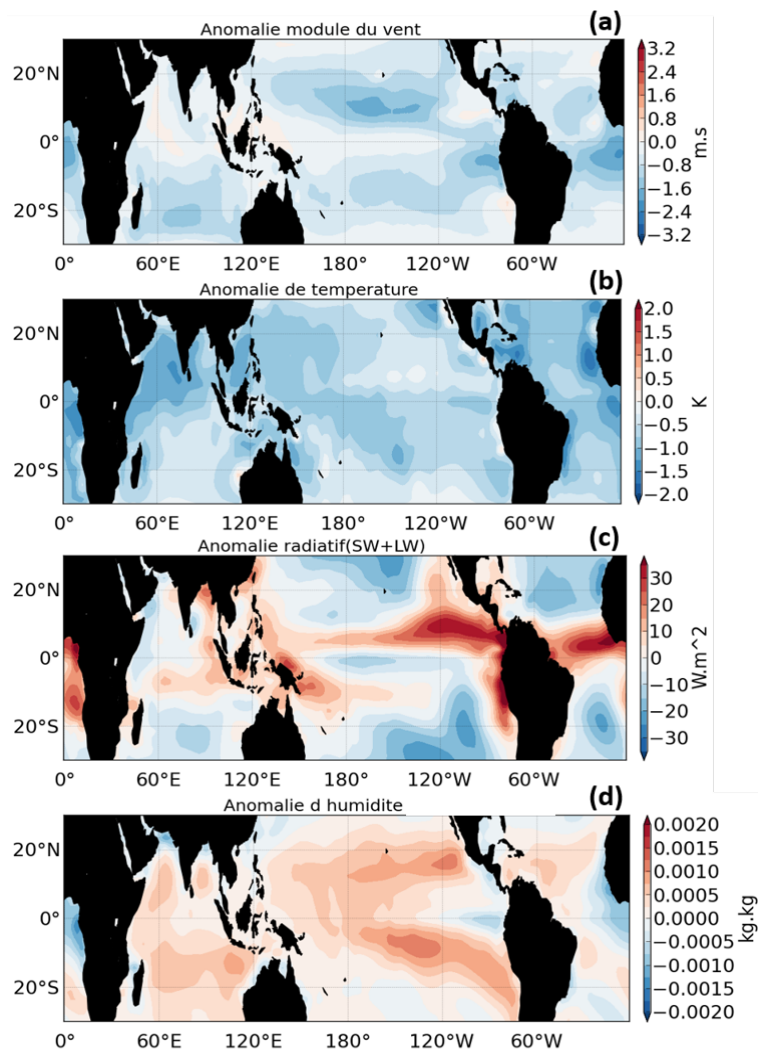 (a)
Anomalie module du vent
20°N
0°
20°S
0°
60°E
120°E
180°
120°W
60°W
3.2
2.4
1.6
0.8
0.0
−0.8
−1.6
−2.4
−3.2
m.s
(b)
Anomalie de temperature
20°N
0°
20°S
0°
60°E
120°E
180°
120°W
60°W
2.0
1.5
1.0
0.5
0.0
−0.5
−1.0
−1.5
−2.0
K
(c)
Anomalie radiatif(SW+LW)
20°N
0°
20°S
0°
60°E
120°E
180°
120°W
60°W
30
20
10
0
−10
−20
−30
W.m^2
(d)
Anomalie d humidite
20°N
0°
20°S
0°
60°E
120°E
180°
120°W
60°W
0.0020
0.0015
0.0010
0.0005
0.0000
−0.0005
−0.0010
−0.0015
−0.0020
kg.kg